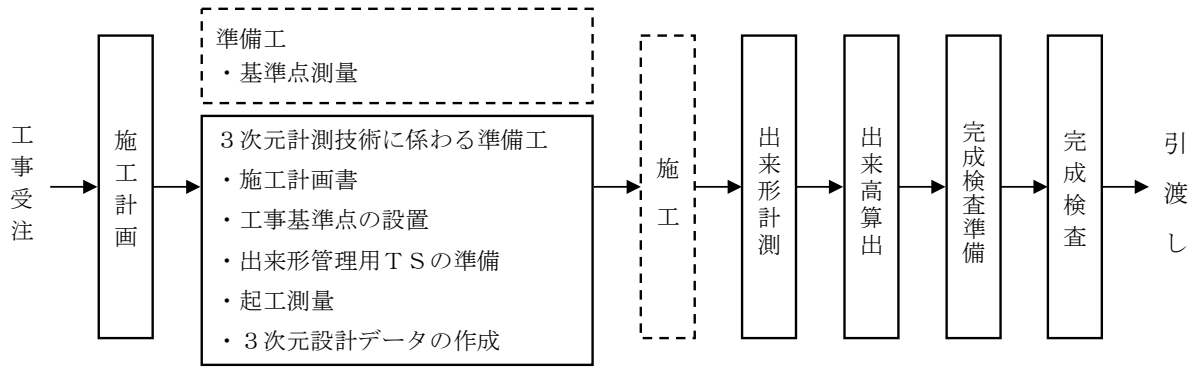 工事受注
施工計画
準備工
・基準点測量
３次元計測技術に係わる準備工
・施工計画書
・工事基準点の設置
・出来形管理用ＴＳの準備
・起工測量
・３次元設計データの作成
施工
出来形計測
出来高算出
完成検査準備
完成検査
引渡し